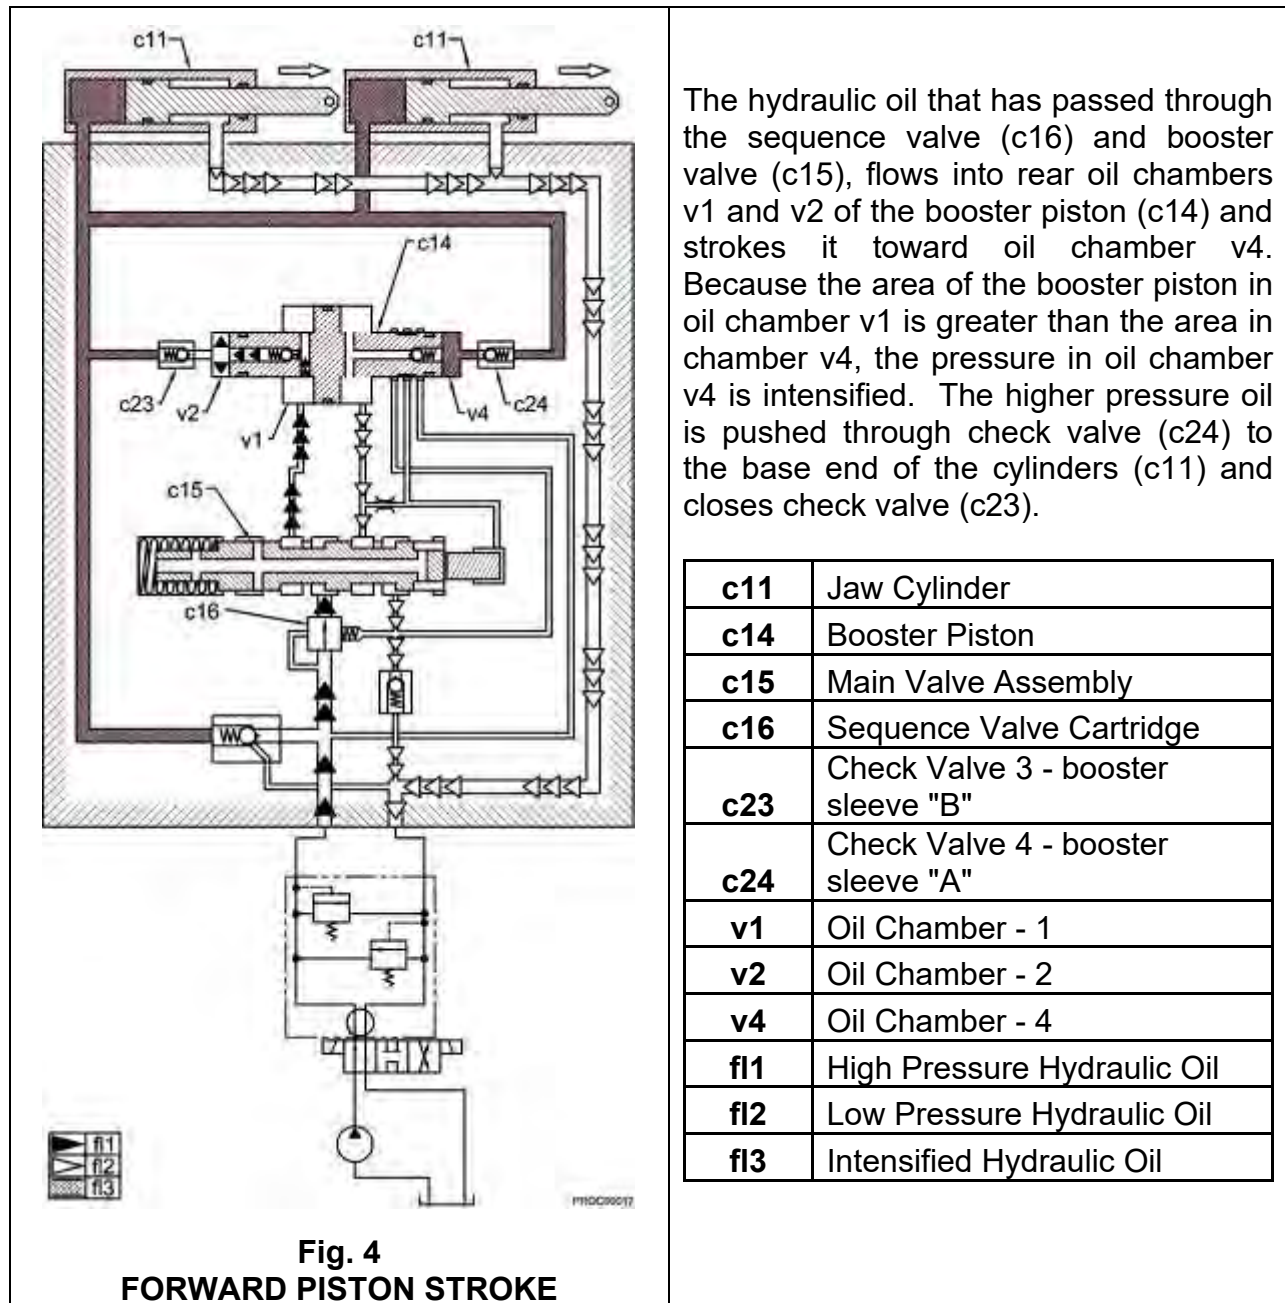 c11
c11
c14
c23
v2
v1
v4
c24
c15
c16
fl1
fl2
fl3
PROC00017
Fig. 4
FORWARD PISTON STROKE
The hydraulic oil that has passed through
the sequence valve (c16) and booster
valve (c15), flows into rear oil chambers
v1 and v2 of the booster piston (c14) and
strokes it toward oil chamber v4.
Because the area of the booster piston in
oil chamber v1 is greater than the area in
chamber v4, the pressure in oil chamber
v4 is intensified. The higher pressure oil
is pushed through check valve (c24) to
the base end of the cylinders (c11) and
closes check valve (c23).
c11 Jaw Cylinder
c14 Booster Piston
c15 Main Valve Assembly
c16 Sequence Valve Cartridge
Check Valve 3 - booster
c23 sleeve "B"
Check Valve 4 - booster
c24 sleeve "A"
v1 Oil Chamber - 1
v2 Oil Chamber - 2
v4 Oil Chamber - 4
fl1 High Pressure Hydraulic Oil
fl2 Low Pressure Hydraulic Oil
fl3 Intensified Hydraulic Oil